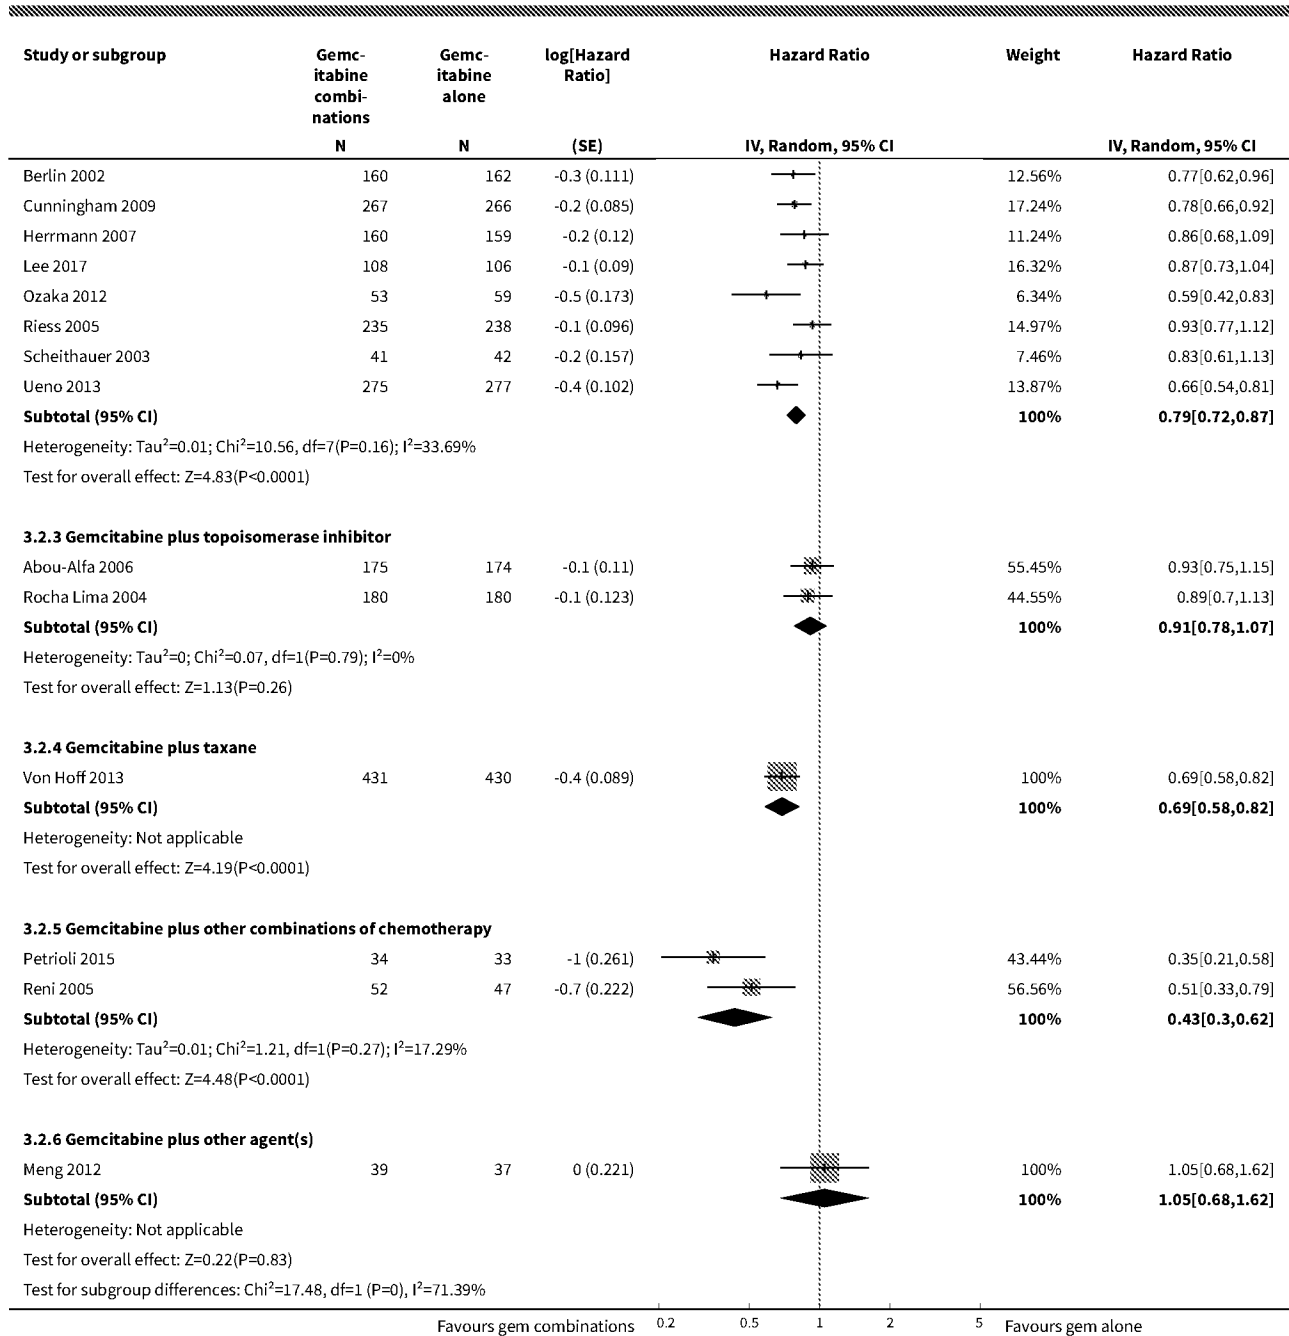 Study or subgroup Gemc- Gemc- log[Hazard Hazard Ratio Weight Hazard Ratio
itabine itabine Ratio]
combi- alone
nations
N N (SE) IV, Random, 95% CI IV, Random, 95% CI
Berlin 2002 160 162 -0.3 (0.111) 12.56% 0.77[0.62,0.96]
Cunningham 2009 267 266 -0.2 (0.085) 17.24% 0.78[0.66,0.92]
Herrmann 2007 160 159 -0.2 (0.12) 11.24% 0.86[0.68,1.09]
Lee 2017 108 106 -0.1 (0.09) 16.32% 0.87[0.73,1.04]
Ozaka 2012 53 59 -0.5 (0.173) 6.34% 0.59[0.42,0.83]
Riess 2005 235 238 -0.1 (0.096) 14.97% 0.93[0.77,1.12]
Scheithauer 2003 41 42 -0.2 (0.157) 7.46% 0.83[0.61,1.13]
Ueno 2013 275 277 -0.4 (0.102) 13.87% 0.66[0.54,0.81]
Subtotal (95% CI) 100% 0.79[0.72,0.87]
Heterogeneity: Tau²=0.01; Chi²=10.56, df=7(P=0.16); I²=33.69%
Test for overall effect: Z=4.83(P<0.0001)
3.2.3 Gemcitabine plus topoisomerase inhibitor
Abou-Alfa 2006 175 174 -0.1 (0.11) 55.45% 0.93[0.75,1.15]
Rocha Lima 2004 180 180 -0.1 (0.123) 44.55% 0.89[0.7,1.13]
Subtotal (95% CI) 100% 0.91[0.78,1.07]
Heterogeneity: Tau²=0; Chi²=0.07, df=1(P=0.79); I²=0%
Test for overall effect: Z=1.13(P=0.26)
3.2.4 Gemcitabine plus taxane
Von Hoff 2013 431 430 -0.4 (0.089) 100% 0.69[0.58,0.82]
Subtotal (95% CI) 100% 0.69[0.58,0.82]
Heterogeneity: Not applicable
Test for overall effect: Z=4.19(P<0.0001)
3.2.5 Gemcitabine plus other combinations of chemotherapy
Petrioli 2015 34 33 -1 (0.261) 43.44% 0.35[0.21,0.58]
Reni 2005 52 47 -0.7 (0.222) 56.56% 0.51[0.33,0.79]
Subtotal (95% CI) 100% 0.43[0.3,0.62]
Heterogeneity: Tau²=0.01; Chi²=1.21, df=1(P=0.27); I²=17.29%
Test for overall effect: Z=4.48(P<0.0001)
3.2.6 Gemcitabine plus other agent(s)
Meng 2012 39 37 0 (0.221) 100% 1.05[0.68,1.62]
Subtotal (95% CI) 100% 1.05[0.68,1.62]
Heterogeneity: Not applicable
Test for overall effect: Z=0.22(P=0.83)
Test for subgroup differences: Chi²=17.48, df=1 (P=0), I²=71.39%
Favours gem combinations 0.2 0.5 1 2 5 Favours gem alone